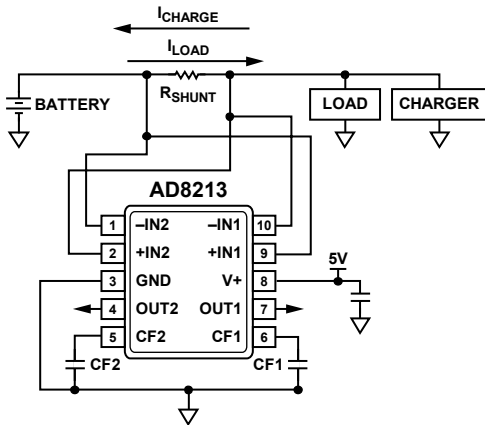 ICHARGE
ILOAD
BATTERY
RSHUNT
LOAD
CHARGER
AD8213
1 –IN2 –IN1 10
2 +IN2 +IN1 9
3 GND V+ 8
5V
4 OUT2 OUT1 7
5 CF2 CF1 6
CF2 CF1